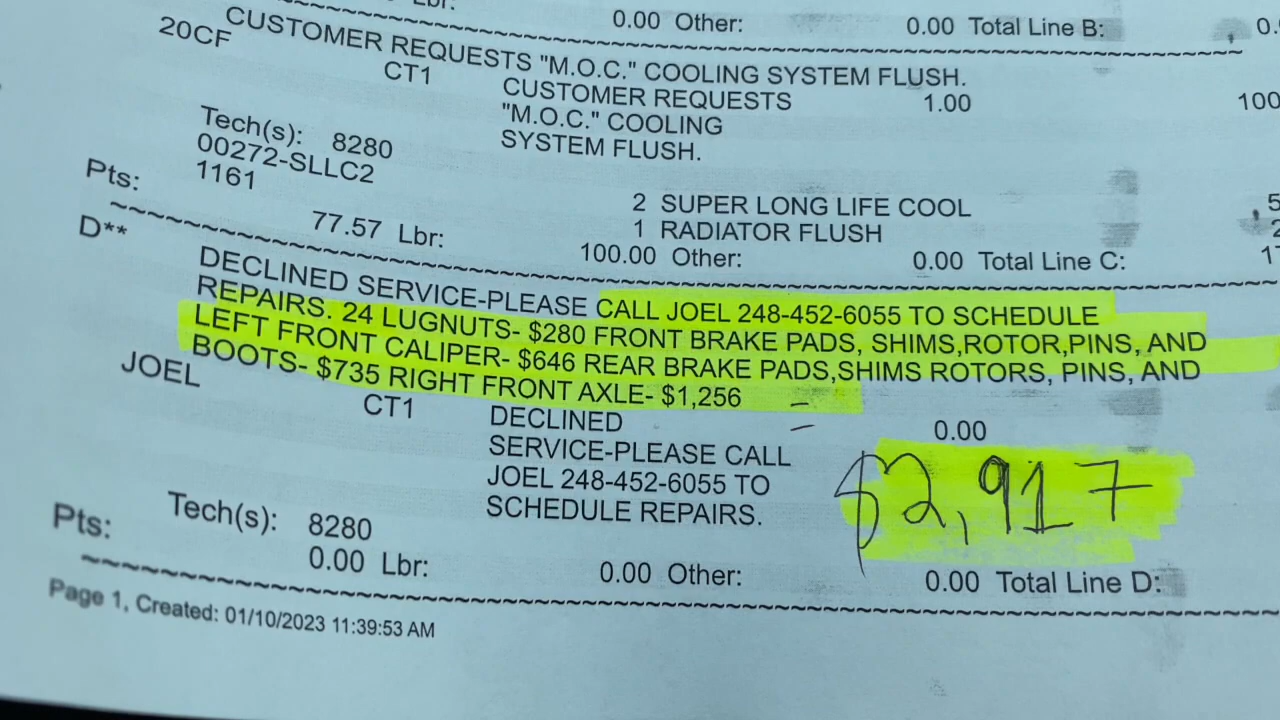 Lbr: 0.00 Other: 0.00 Total Line B: 0.
CUSTOMER REQUESTS "M.O.C." COOLING SYSTEM FLUSH.
20CF
CT1 CUSTOMER REQUESTS 1.00 100
"M.O.C." COOLING
SYSTEM FLUSH.
Tech(s): 8280
00272-SLLC2 2 SUPER LONG LIFE COOL
1161 1 RADIATOR FLUSH
Pts: 77.57 Lbr: 100.00 Other: 0.00 Total Line C:
~~~~~~~~~~~~~~~~~~~~~~~~~~~~~~~~~~~~~~~~
D** DECLINED SERVICE-PLEASE CALL JOEL 248-452-6055 TO SCHEDULE
REPAIRS. 24 LUGNUTS- $280 FRONT BRAKE PADS, SHIMS,ROTOR,PINS, AND
LEFT FRONT CALIPER- $646 REAR BRAKE PADS,SHIMS ROTORS, PINS, AND
BOOTS- $735 RIGHT FRONT AXLE- $1,256
JOEL
CT1 DECLINED 0.00
SERVICE-PLEASE CALL
JOEL 248-452-6055 TO
SCHEDULE REPAIRS.
$2,917
Tech(s): 8280
Pts: 0.00 Lbr: 0.00 Other: 0.00 Total Line D:
~~~~~~~~~~~~~~~~~~~~~~~~~~~~~~~~~~~~~~~~
Page 1, Created: 01/10/2023 11:39:53 AM